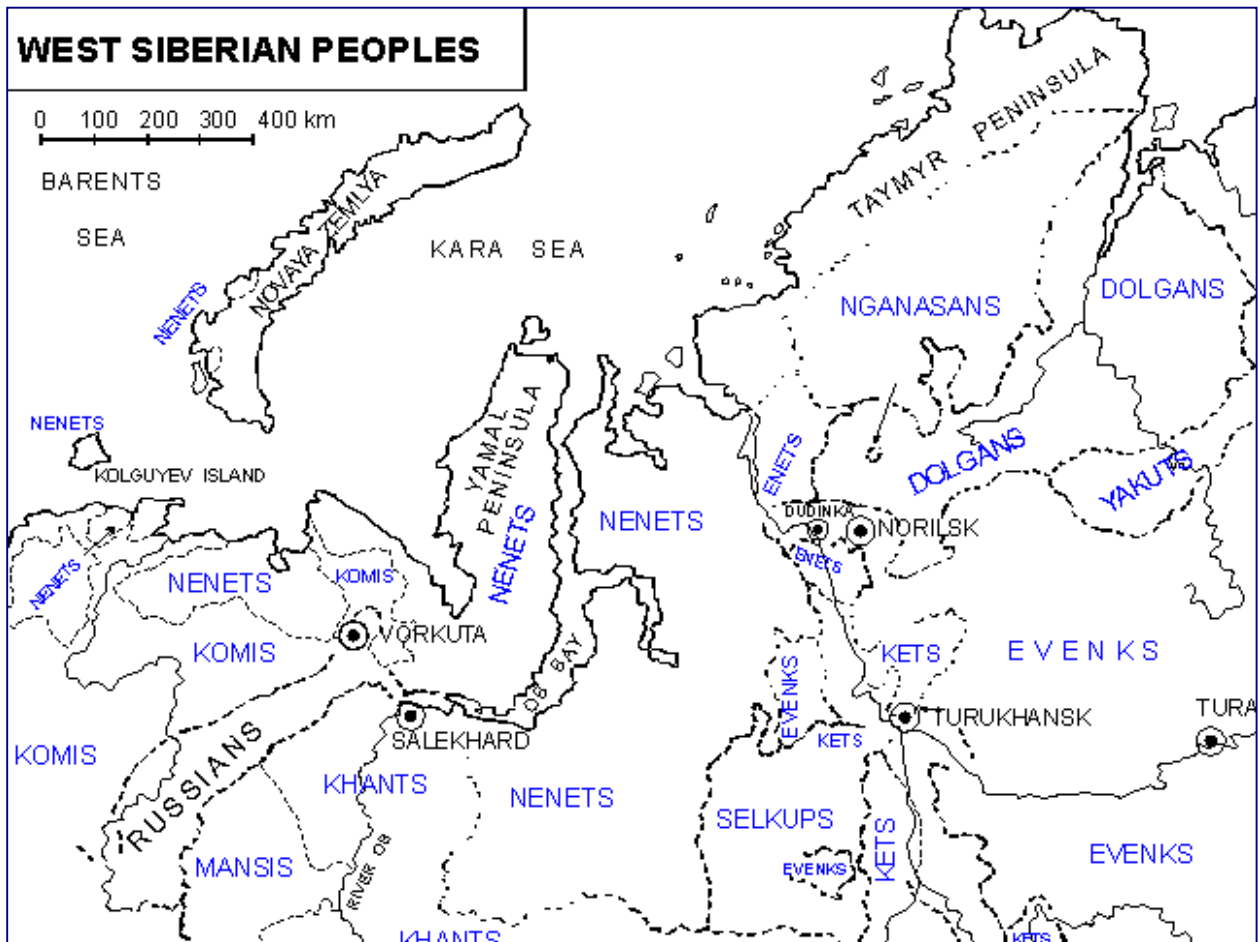 WEST SIBERIAN PEOPLES
0 100 200 300 400 km
BARENTS
SEA
TAYMYR PENINSULA
NOVAYA ZEMLYA
KARA SEA
NENETS
NGANASANS
DOLGANS
NENETS
KOLGUYEV ISLAND
YAMAL
PENINSULA
NENETS
NENETS
ENETS
DOLGANS
YAKUTS
DUDINKA
NORILSK
ENETS
NENETS
NENETS
KOMIS
VORKUTA
KOMIS
OB BAY
EVENKS
KETS
EVENKS
TURUKHANSK
TURA
SALEKHARD
KETS
KOMIS
RUSSIANS
KHANTS
NENETS
SELKUPS
KETS
EVENKS
MANSIS
RIVER OB
EVENKS
KHANTS
KETS